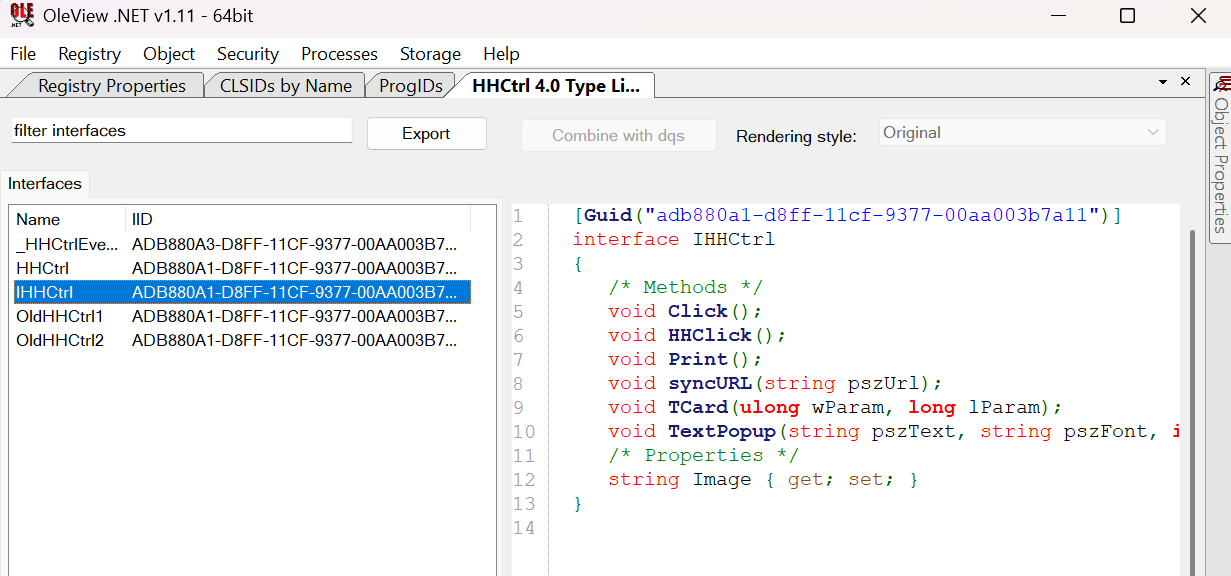 OleView .NET v1.11 - 64bit
File Registry Object Security Processes Storage Help
Registry Properties CLSIDs by Name ProgIDs HHCtrl 4.0 Type Li...
filter interfaces Export Combine with dqs Rendering style: Original
Object Properties
Interfaces
Name IID
_HHCtrlEve... ADB880A3-D8FF-11CF-9377-00AA003B7...
HHCtrl ADB880A1-D8FF-11CF-9377-00AA003B7...
IHHCtrl ADB880A1-D8FF-11CF-9377-00AA003B7...
OldHHCtrl1 ADB880A1-D8FF-11CF-9377-00AA003B7...
OldHHCtrl2 ADB880A1-D8FF-11CF-9377-00AA003B7...
1 [Guid("adb880a1-d8ff-11cf-9377-00aa003b7a11")]
2 interface IHHCtrl
3 {
4 /* Methods */
5 void Click();
6 void HHClick();
7 void Print();
8 void syncURL(string pszUrl);
9 void TCard(ulong wParam, long lParam);
10 void TextPopup(string pszText, string pszFont, i
11 /* Properties */
12 string Image { get; set; }
13 }
14